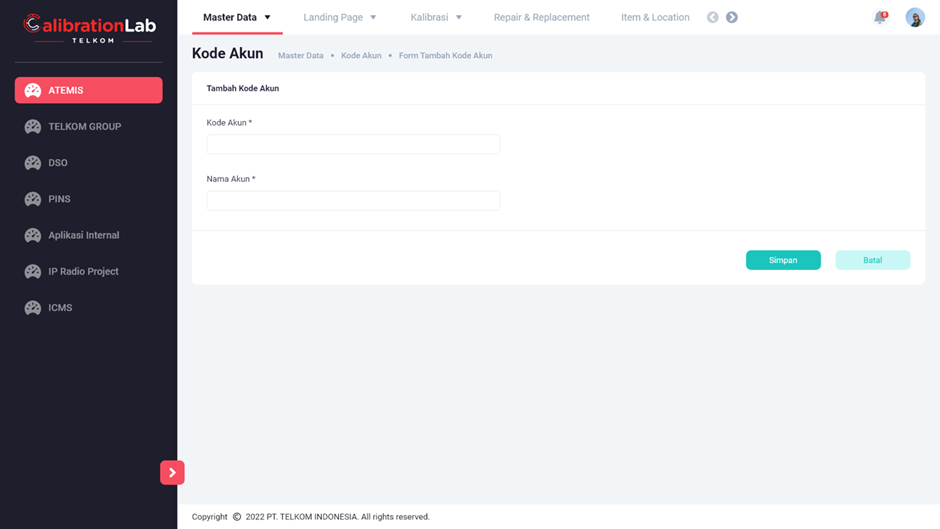 CalibrationLab
TELKOM
ATEMIS
TELKOM GROUP
DSO
PINS
Aplikasi Internal
IP Radio Project
ICMS
Master Data Landing Page Kalibrasi Repair & Replacement Item & Location
Kode Akun Master Data • Kode Akun • Form Tambah Kode Akun
Tambah Kode Akun
Kode Akun *
Nama Akun *
Simpan Batal
Copyright © 2022 PT. TELKOM INDONESIA. All rights reserved.